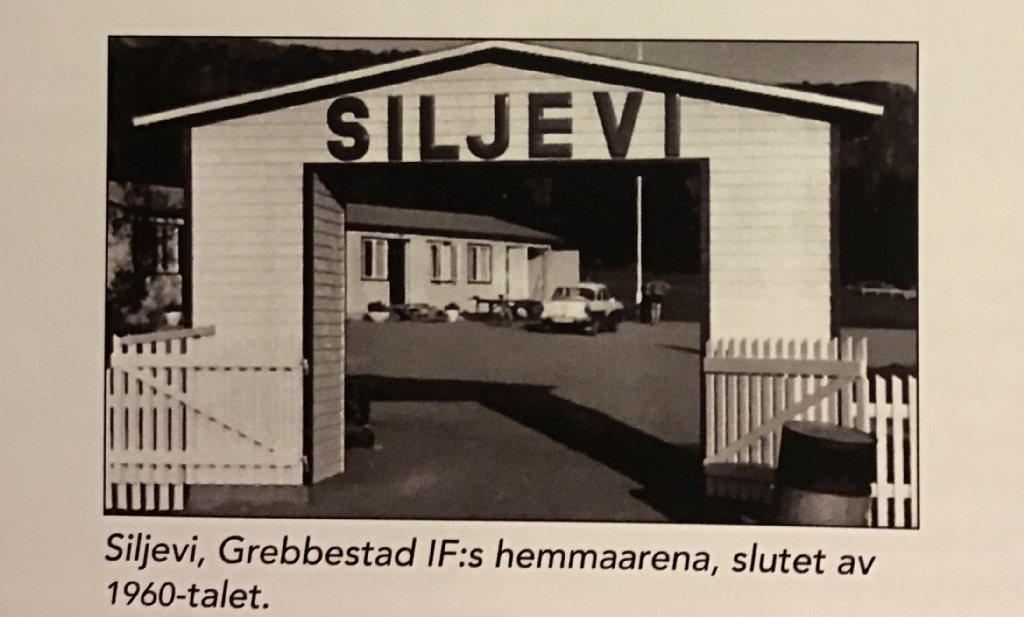 SILJEVI
Siljevi, Grebbestad IF:s hemmaarena, slutet av
1960-talet.